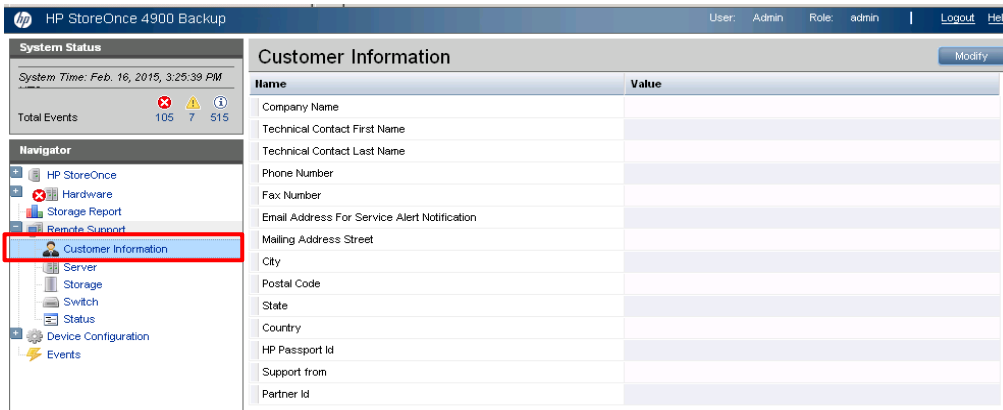 hp HP StoreOnce 4900 Backup User: Admin Role: admin | Logout
System Status
System Time: Feb. 16, 2015, 3:25:39 PM
Total Events 105 7 515
Navigator
HP StoreOnce
Hardware
Storage Report
Remote Support
Customer Information
Server
Storage
Switch
Status
Device Configuration
Events
Customer Information Modify
Name Value
Company Name
Technical Contact First Name
Technical Contact Last Name
Phone Number
Fax Number
Email Address For Service Alert Notification
Mailing Address Street
City
Postal Code
State
Country
HP Passport Id
Support from
Partner Id